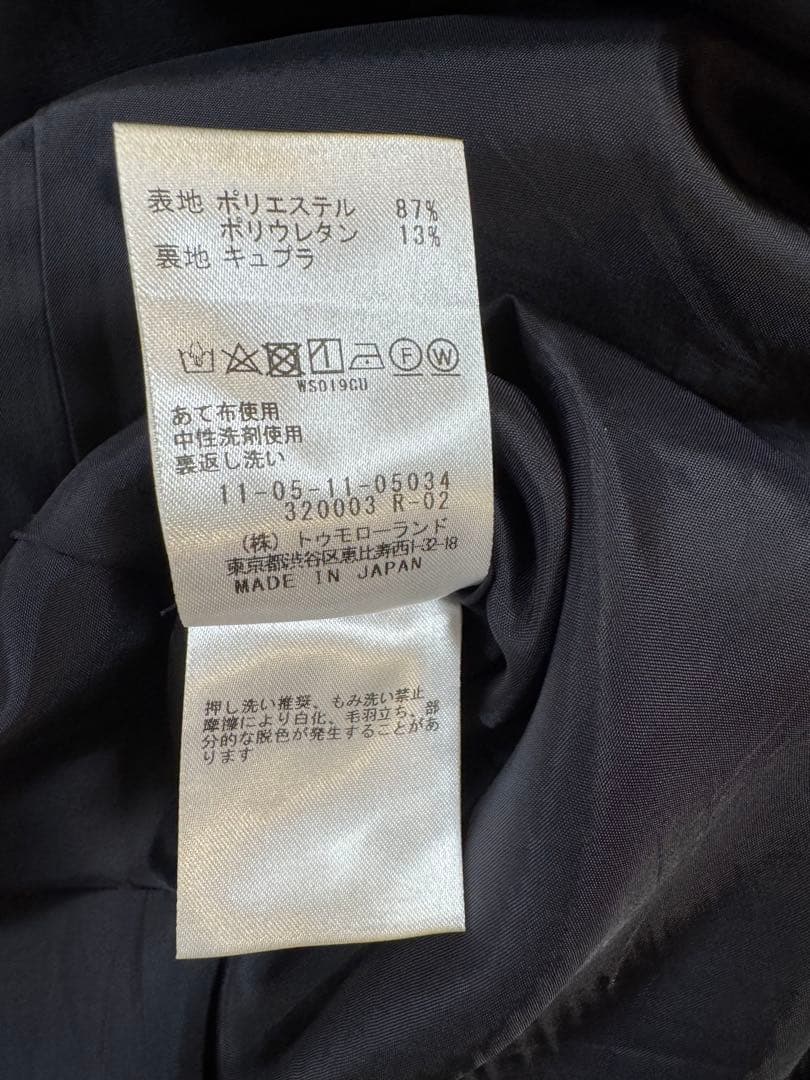 表地 ポリエステル 87%
ポリウレタン 13%
裏地 キュプラ
F W
WS019CU
あて布使用
中性洗剤使用
裏返し洗い
11-05-11-05034
320003 R-02
(株) トゥモローランド
東京都渋谷区恵比寿西1-32-18
MADE IN JAPAN
押し洗い推奨、もみ洗い禁止
摩擦により白化、毛羽立ち、部
分的な脱色が発生することがあ
ります